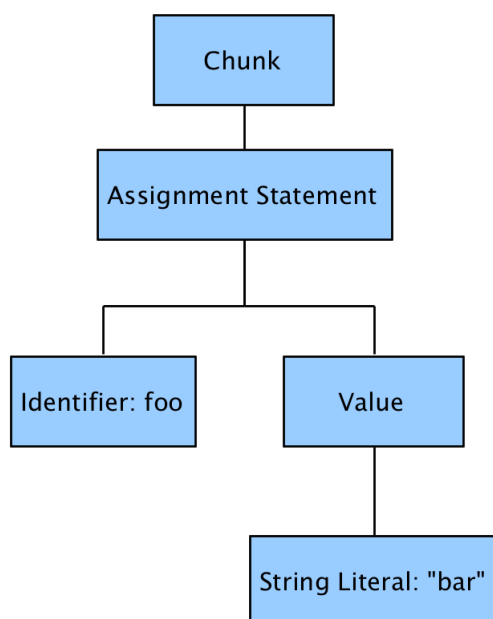 Chunk
Assignment Statement
Identifier: foo
Value
String Literal: "bar"